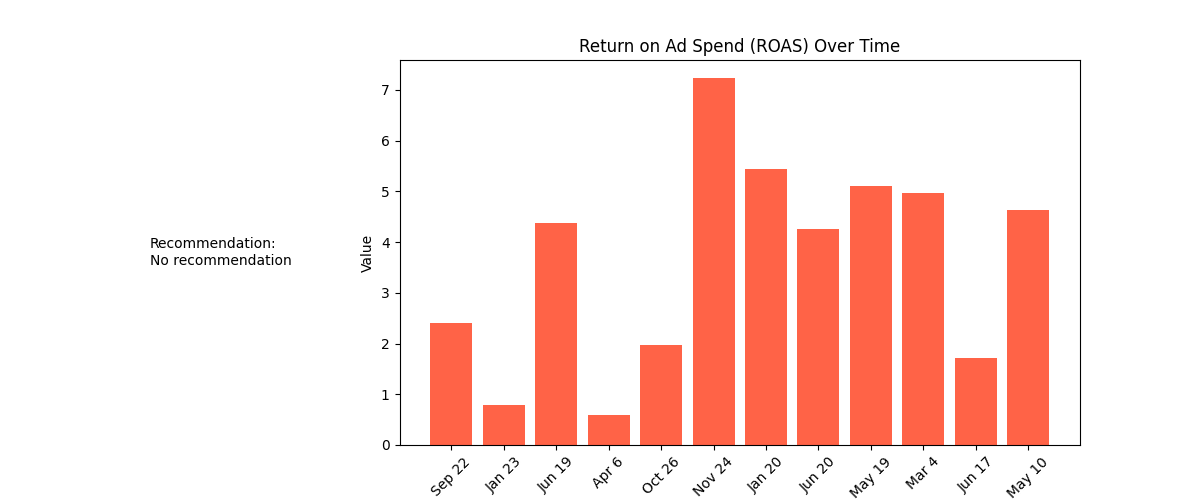 Return on Ad Spend (ROAS) Over Time
Recommendation:
No recommendation
Value
7
6
5
4
3
2
1
0
Sep 22
Jan 23
Jun 19
Apr 6
Oct 26
Nov 24
Jan 20
Jun 20
May 19
Mar 4
Jun 17
May 10